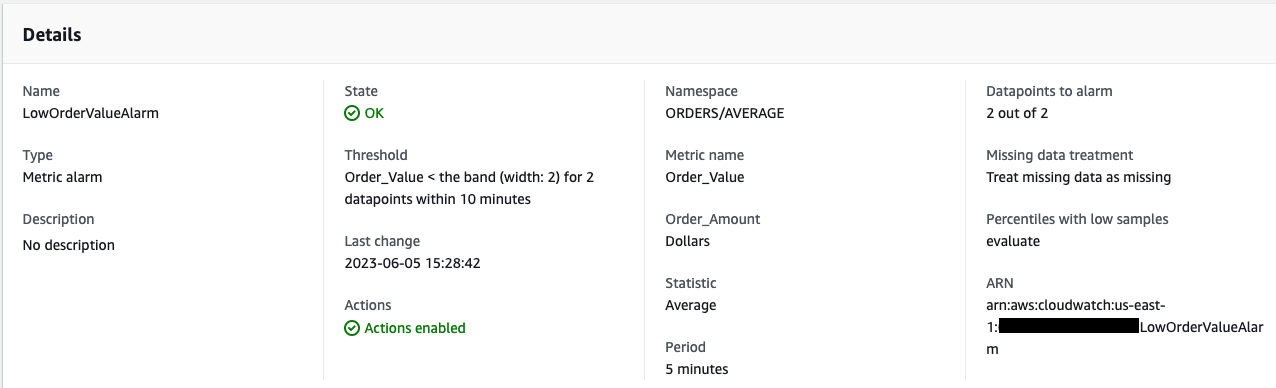 Details
Name
LowOrderValueAlarm
Type
Metric alarm
Description
No description
State
OK
Threshold
Order_Value < the band (width: 2) for 2
datapoints within 10 minutes
Last change
2023-06-05 15:28:42
Actions
Actions enabled
Namespace
ORDERS/AVERAGE
Metric name
Order_Value
Order_Amount
Dollars
Statistic
Average
Period
5 minutes
Datapoints to alarm
2 out of 2
Missing data treatment
Treat missing data as missing
Percentiles with low samples
evaluate
ARN
arn:aws:cloudwatch:us-east-
1: LowOrderValueAlar
m